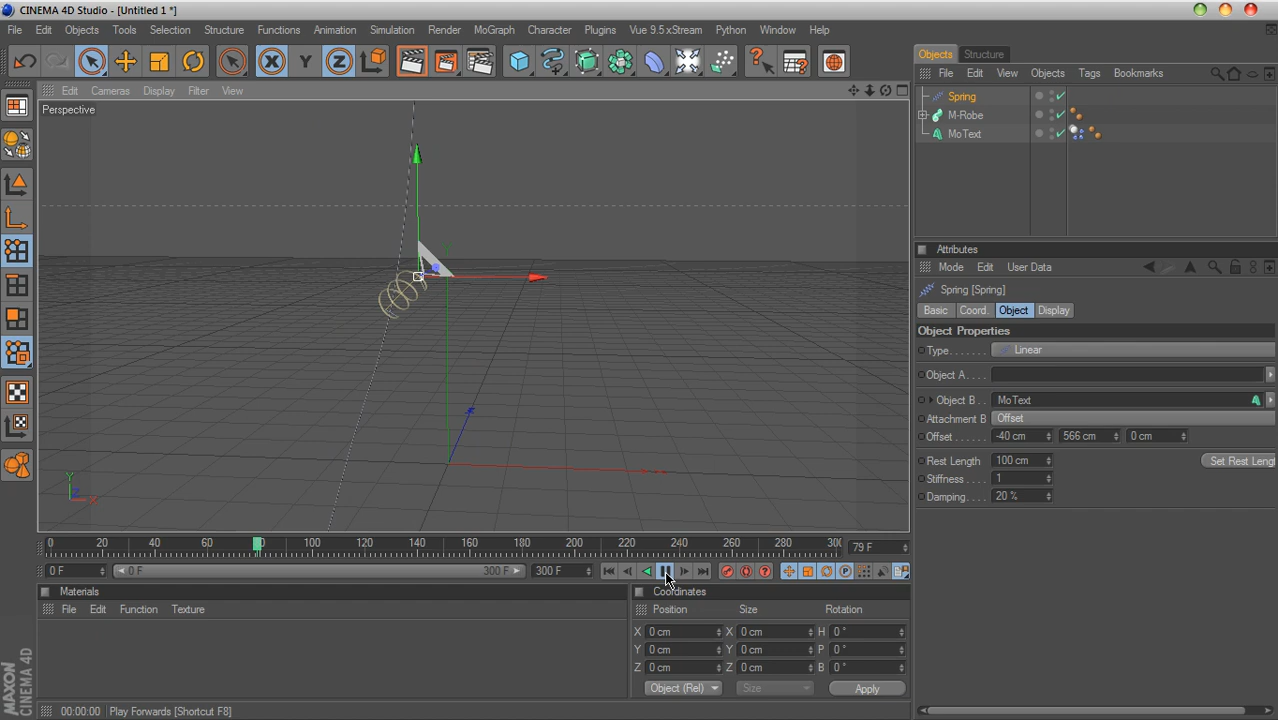 CINEMA 4D Studio - [Untitled 1 *]
File Edit Objects Tools Selection Structure Functions Animation Simulation Render MoGraph Character Plugins Vue 9.5 xStream Python Window Help
X Y Z
Objects Structure
File Edit View Objects Tags Bookmarks
Spring
M-Robe
MoText
Edit Cameras Display Filter View
Perspective
Y
X
Z
Attributes
Mode Edit User Data
Spring [Spring]
Basic Coord. Object Display
Object Properties
Type....... Linear
Object A....
Object B.. MoText
Attachment B Offset
Offset...... -40 cm 566 cm 0 cm
Rest Length 100 cm Set Rest Lengt
Stiffness.... 1
Damping.... 20 %
0 20 40 60 80 100 120 140 160 180 200 220 240 260 280 300 79 F
0 F 0 F 300 F 300 F
Materials
File Edit Function Texture
Coordinates
Position Size Rotation
X 0 cm X 0 cm H 0 °
Y 0 cm Y 0 cm P 0 °
Z 0 cm Z 0 cm B 0 °
Object (Rel) Size Apply
MAXON
CINEMA 4D
00:00:00 Play Forwards [Shortcut F8]